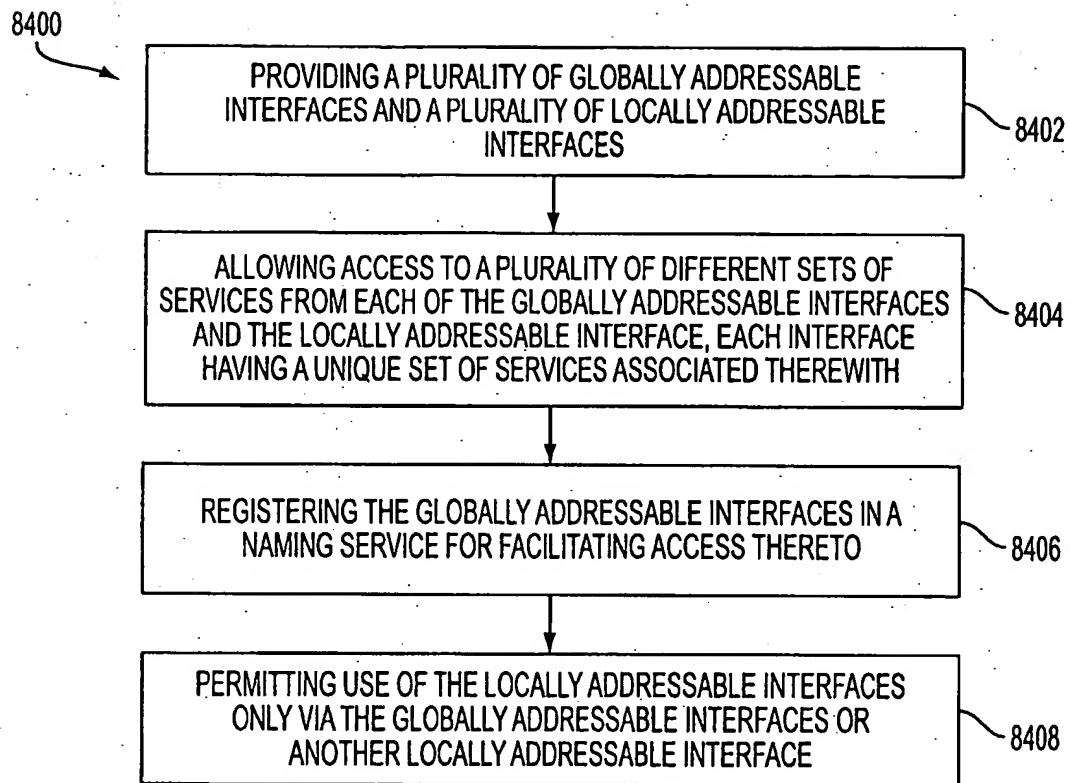 8400
PROVIDING A PLURALITY OF GLOBALLY ADDRESSABLE
INTERFACES AND A PLURALITY OF LOCALLY ADDRESSABLE
INTERFACES
8402
ALLOWING ACCESS TO A PLURALITY OF DIFFERENT SETS OF
SERVICES FROM EACH OF THE GLOBALLY ADDRESSABLE INTERFACES
AND THE LOCALLY ADDRESSABLE INTERFACE, EACH INTERFACE
HAVING A UNIQUE SET OF SERVICES ASSOCIATED THEREWITH
8404
REGISTERING THE GLOBALLY ADDRESSABLE INTERFACES IN A
NAMING SERVICE FOR FACILITATING ACCESS THERETO
8406
PERMITTING USE OF THE LOCALLY ADDRESSABLE INTERFACES
ONLY VIA THE GLOBALLY ADDRESSABLE INTERFACES OR
ANOTHER LOCALLY ADDRESSABLE INTERFACE
8408